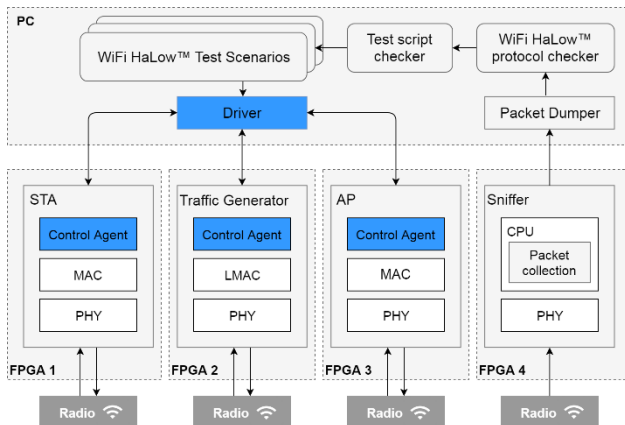 PC
WiFi HaLow™ Test Scenarios
Test script
checker
WiFi HaLow™
protocol checker
Driver
Packet Dumper
STA
Control Agent
MAC
PHY
FPGA 1
Traffic Generator
Control Agent
LMAC
PHY
FPGA 2
AP
Control Agent
MAC
PHY
FPGA 3
Sniffer
CPU
Packet
collection
PHY
FPGA 4
Radio
Radio
Radio
Radio